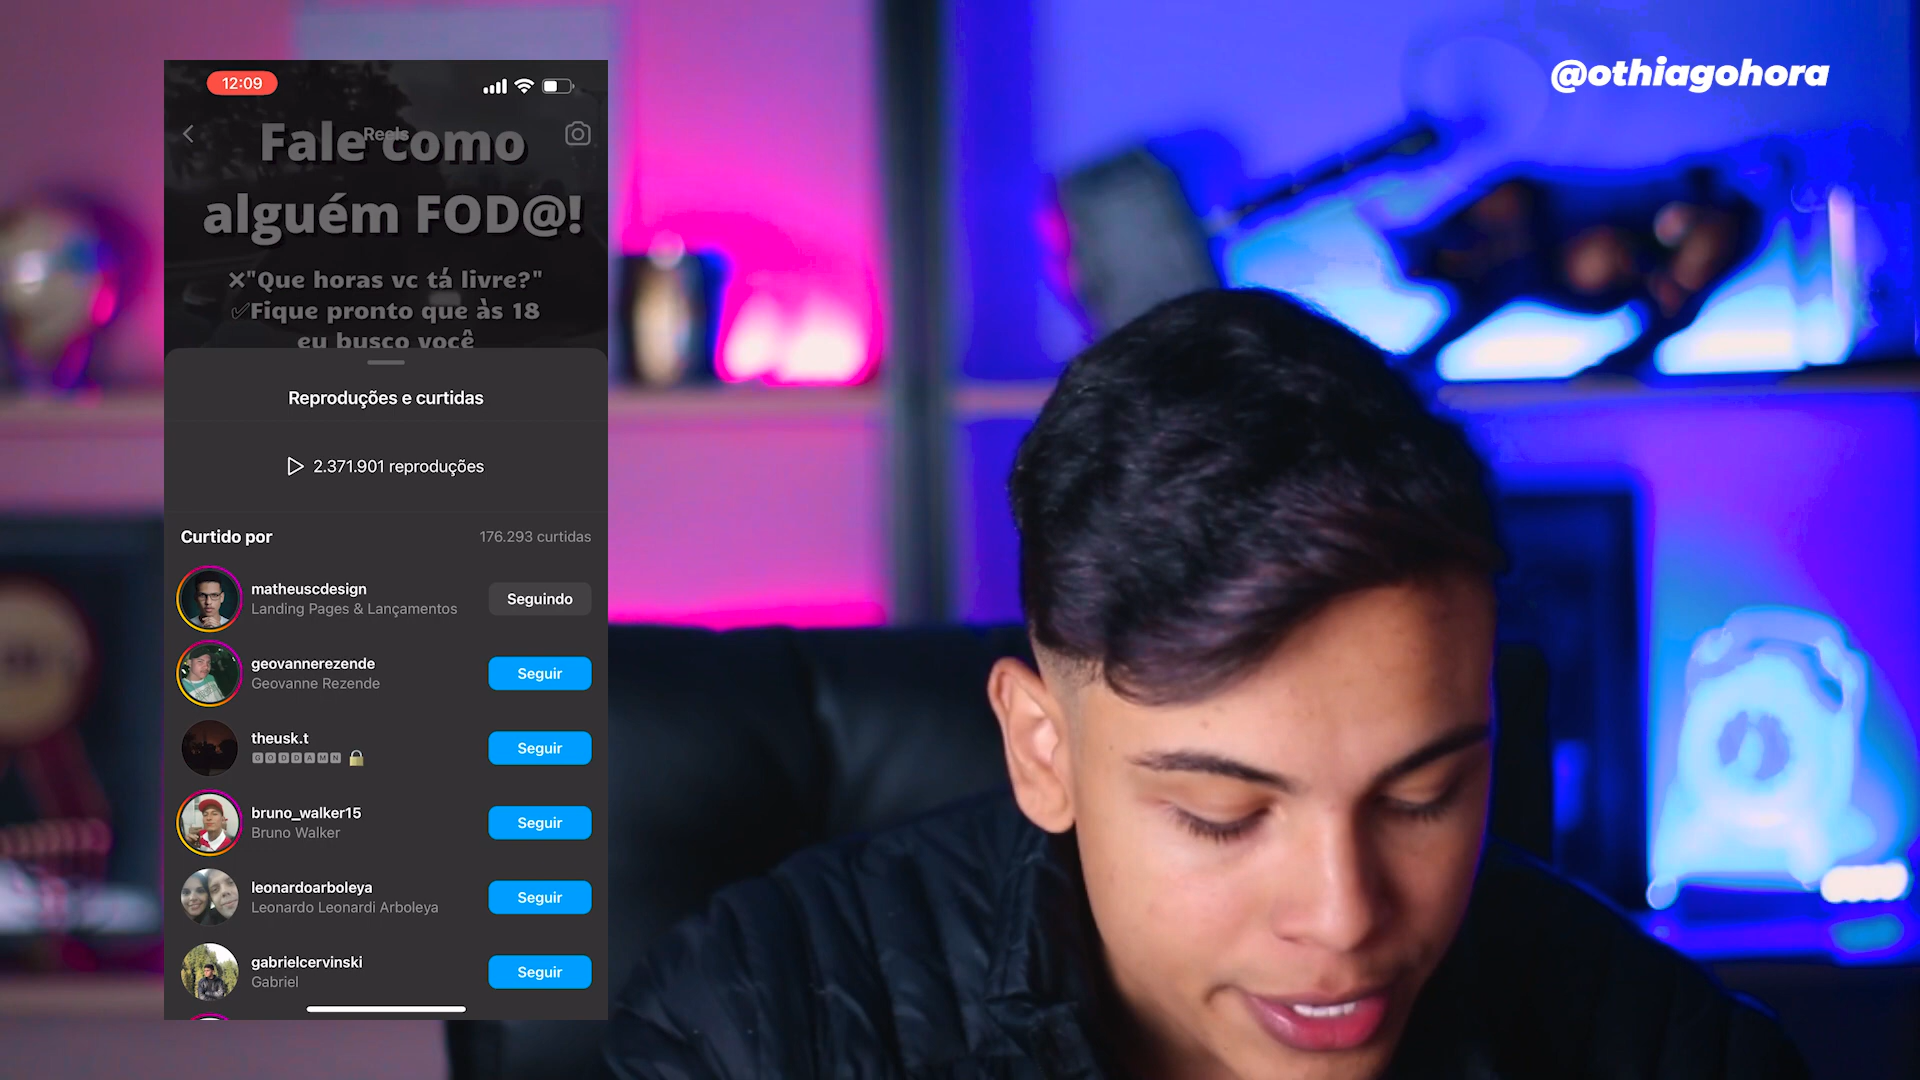 12:09
@othiagohora
Reels
Fale como
alguém FOD@!
❌"Que horas vc tá livre?"
✅Fique pronto que às 18
eu busco você
Reproduções e curtidas
2.371.901 reproduções
Curtido por
176.293 curtidas
matheuscdesign
Landing Pages & Lançamentos
Seguindo
geovannerezende
Geovanne Rezende
Seguir
theusk.t
🅶🅾🅳🅳🅰🅼🅽 🔒
Seguir
bruno_walker15
Bruno Walker
Seguir
leonardoarboleya
Leonardo Leonardi Arboleya
Seguir
gabrielcervinski
Gabriel
Seguir